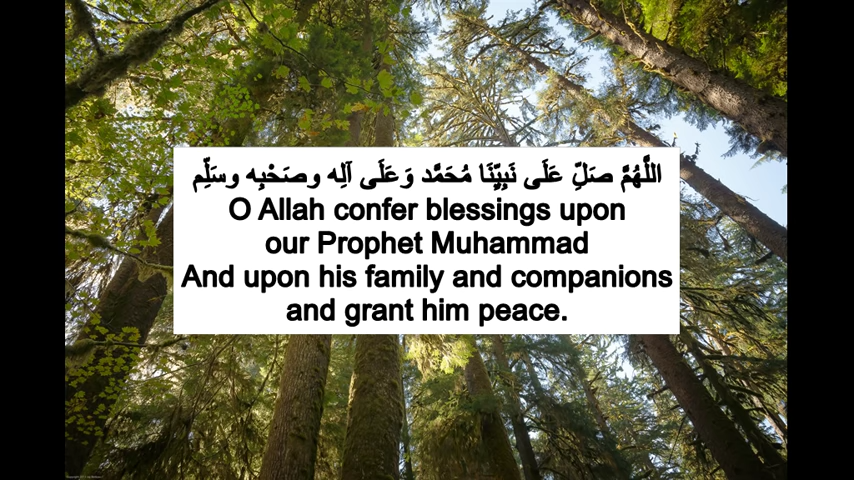 اللَّهُمَّ صَلِّ عَلَى نَبِيِّنَا مُحَمَّد وَعَلَى آلِه وصَحْبِه وسَلِّم
O Allah confer blessings upon
our Prophet Muhammad
And upon his family and companions
and grant him peace.